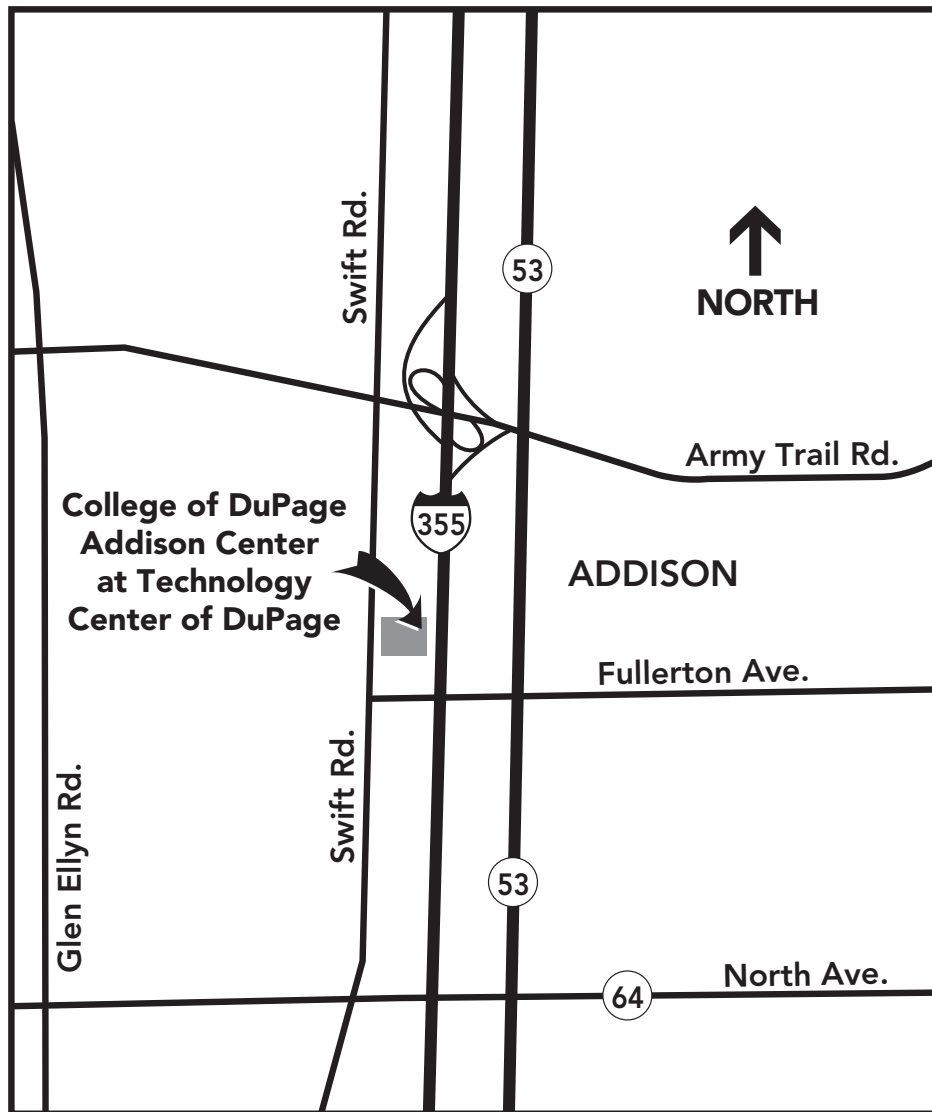 Swift Rd.
53
NORTH
Army Trail Rd.
College of DuPage
Addison Center
at Technology
Center of DuPage
355
ADDISON
Fullerton Ave.
Swift Rd.
Glen Ellyn Rd.
53
North Ave.
64